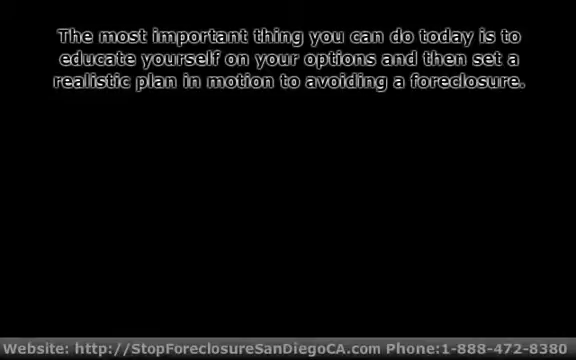 The most important thing you can do today is to
educate yourself on your options and then set a
realistic plan in motion to avoiding a foreclosure.
Website: http://StopForeclosureSanDiegoCA.com Phone:1-888-472-8380